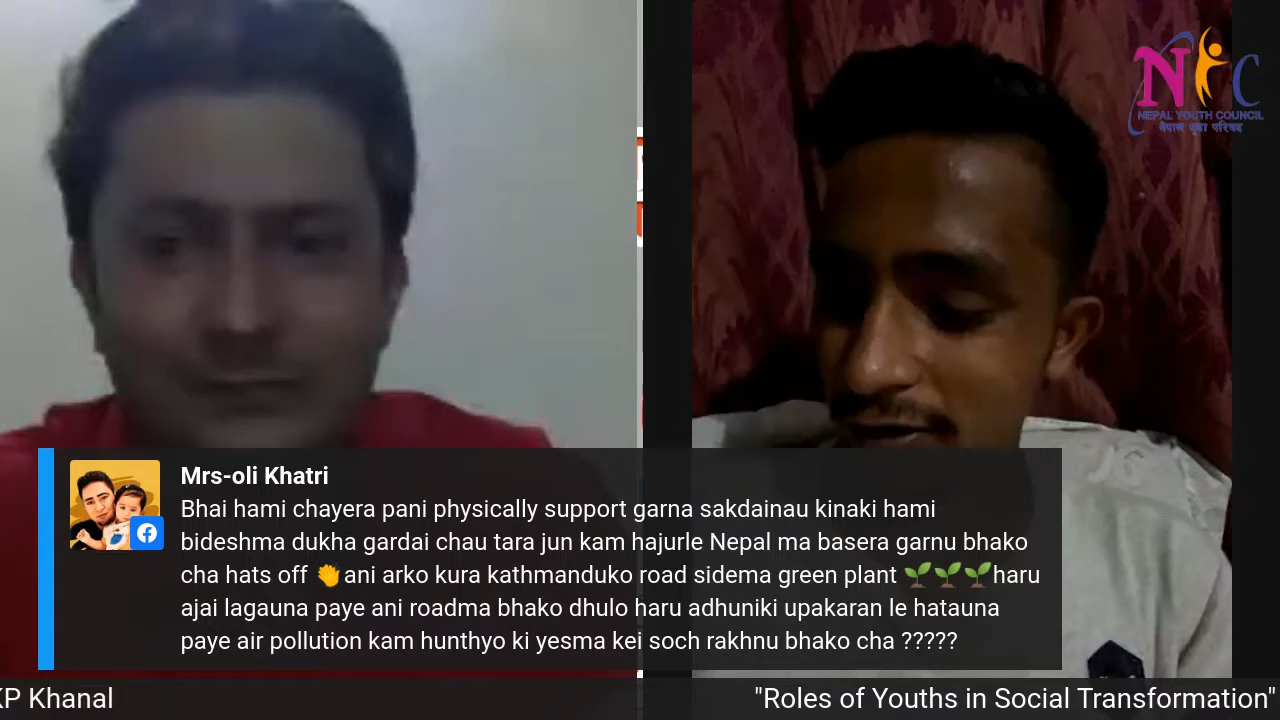 NYC
NEPAL YOUTH COUNCIL
नेपाल युवा परिषद
Mrs-oli Khatri
Bhai hami chayera pani physically support garna sakdainau kinaki hami
bideshma dukha gardai chau tara jun kam hajurle Nepal ma basera garnu bhako
cha hats off 👏ani arko kura kathmanduko road sidema green plant 🌱🌱🌱haru
ajai lagauna paye ani roadma bhako dhulo haru adhuniki upakaran le hatauna
paye air pollution kam hunthyo ki yesma kei soch rakhnu bhako cha ?????
KP Khanal
"Roles of Youths in Social Transformation"